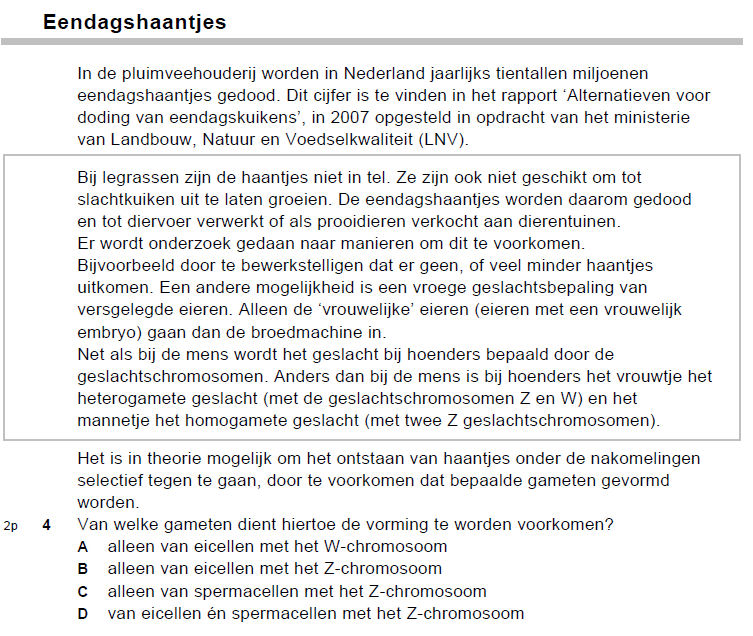 Eendagshaantjes
In de pluimveehouderij worden in Nederland jaarlijks tientallen miljoenen
eendagshaantjes gedood. Dit cijfer is te vinden in het rapport ‘Alternatieven voor
doding van eendagskuikens’, in 2007 opgesteld in opdracht van het ministerie
van Landbouw, Natuur en Voedselkwaliteit (LNV).
Bij legrassen zijn de haantjes niet in tel. Ze zijn ook niet geschikt om tot
slachtkuiken uit te laten groeien. De eendagshaantjes worden daarom gedood
en tot diervoer verwerkt of als prooidieren verkocht aan dierentuinen.
Er wordt onderzoek gedaan naar manieren om dit te voorkomen.
Bijvoorbeeld door te bewerkstelligen dat er geen, of veel minder haantjes
uitkomen. Een andere mogelijkheid is een vroege geslachtsbepaling van
versgelegde eieren. Alleen de ‘vrouwelijke’ eieren (eieren met een vrouwelijk
embryo) gaan dan de broedmachine in.
Net als bij de mens wordt het geslacht bij hoenders bepaald door de
geslachtschromosomen. Anders dan bij de mens is bij hoenders het vrouwtje het
heterogamete geslacht (met de geslachtschromosomen Z en W) en het
mannetje het homogamete geslacht (met twee Z geslachtschromosomen).
Het is in theorie mogelijk om het ontstaan van haantjes onder de nakomelingen
selectief tegen te gaan, door te voorkomen dat bepaalde gameten gevormd
worden.
2p 4 Van welke gameten dient hiertoe de vorming te worden voorkomen?
A alleen van eicellen met het W-chromosoom
B alleen van eicellen met het Z-chromosoom
C alleen van spermacellen met het Z-chromosoom
D van eicellen én spermacellen met het Z-chromosoom